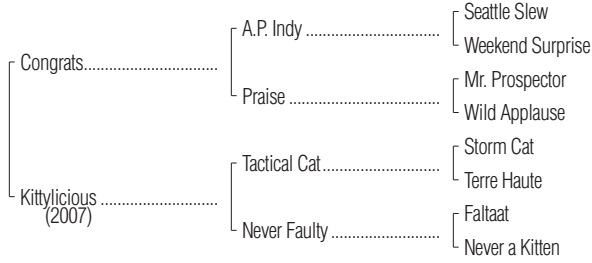 Seattle Slew
A.P. Indy
Weekend Surprise
Congrats
Mr. Prospector
Praise
Wild Applause
Storm Cat
Tactical Cat
Terre Haute
Kittylicious
(2007)
Faltaat
Never Faulty
Never a Kitten